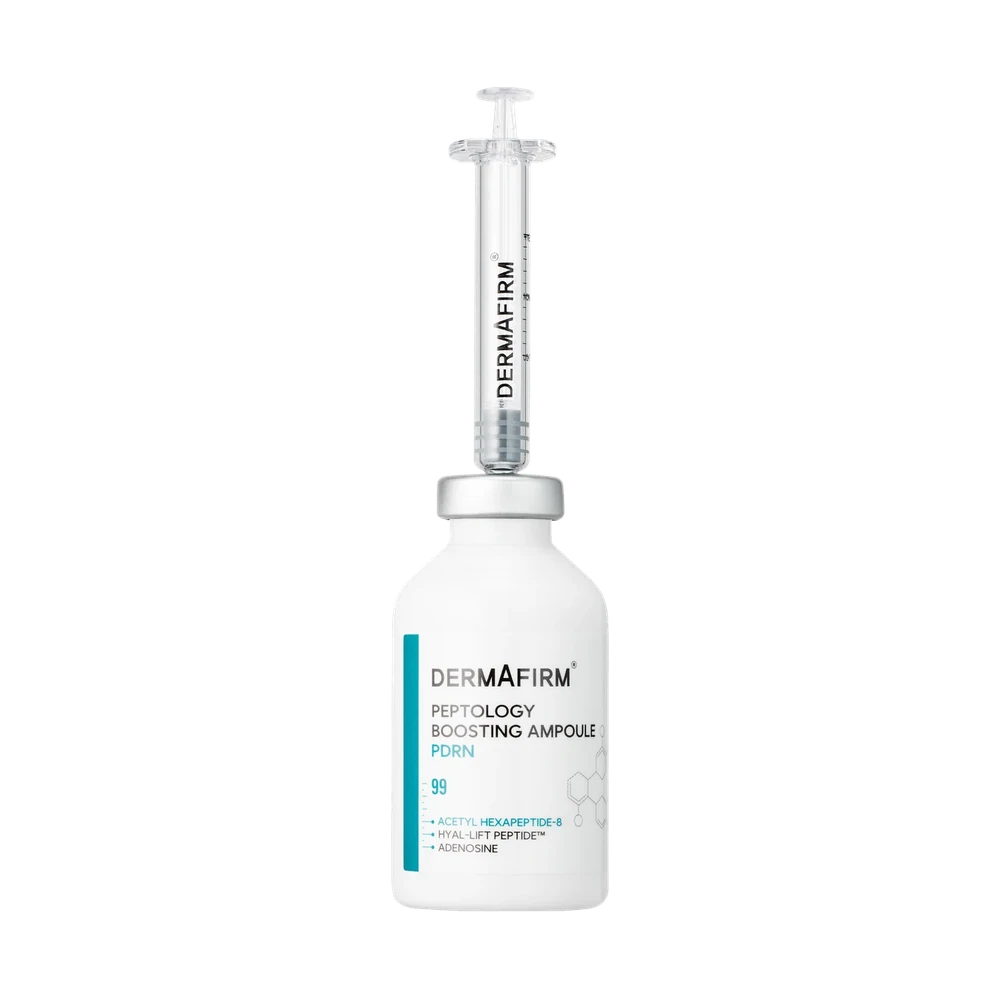 DERMAFIRM®
DERMAFIRM®
PEPTOLOGY
BOOSTING AMPOULE
PDRN
99
• ACETYL HEXAPEPTIDE-8
• HYAL-LIFT PEPTIDE™
• ADENOSINE